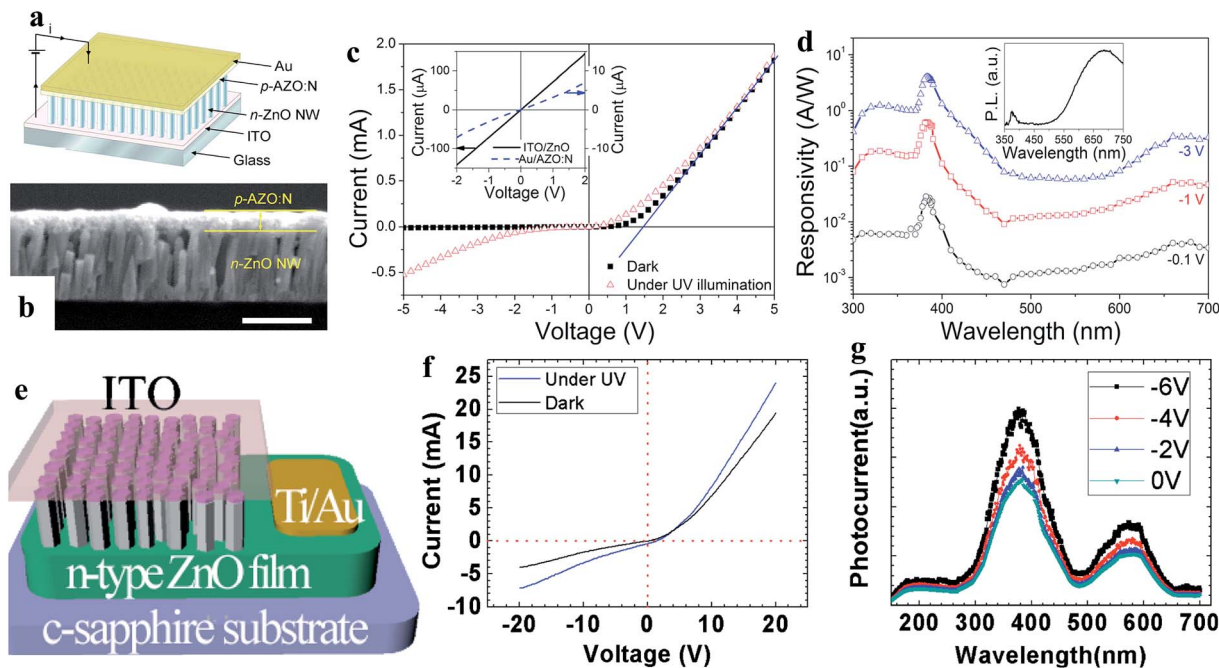 a
i
Au
p-AZO:N
n-ZnO NW
ITO
Glass
b
p-AZO:N
n-ZnO NW
c
Current (mA)
2.0
1.5
1.0
0.5
0.0
-0.5
-5 -4 -3 -2 -1 0 1 2 3 4 5
Voltage (V)
Dark
Under UV illumination
Current (μA)
100
50
0
-50
-100
10
5
0
-5
-10
Current (μA)
ITO/ZnO
Au/AZO:N
-2 -1 0 1 2
Voltage (V)
d
Responsivity (A/W)
10¹
10⁰
10⁻¹
10⁻²
10⁻³
300 400 500 600 700
Wavelength (nm)
-3 V
-1 V
-0.1 V
P.L. (a.u.)
350 450 550 650 750
Wavelength (nm)
e
ITO
Ti/Au
n-type ZnO film
c-sapphire substrate
f
Under UV
Dark
Current (mA)
25
20
15
10
5
0
-5
-10
-20 -10 0 10 20
Voltage (V)
g
Photocurrent(a.u.)
-6V
-4V
-2V
0V
200 300 400 500 600 700
Wavelength(nm)